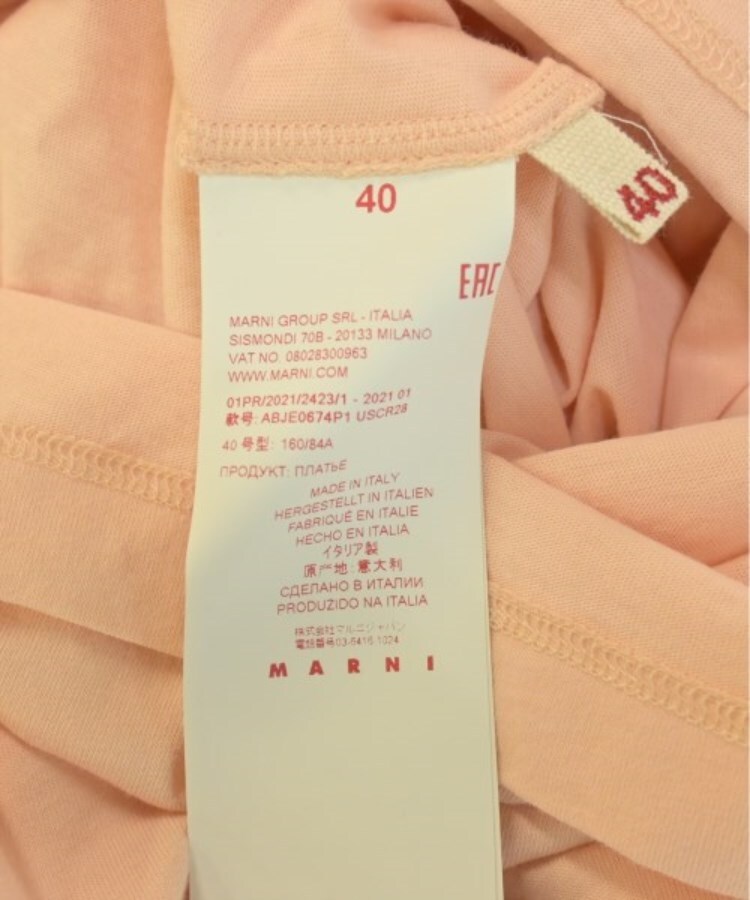 40
40
EAC
MARNI GROUP SRL - ITALIA
SISMONDI 70B - 20133 MILANO
VAT NO. 08028300963
WWW.MARNI.COM
01PR/2021/2423/1 - 2021 01
款号: ABJE0674P1 USCR28
40 号型: 160/84A
ПРОДУКТ: ПЛАТЬЕ
MADE IN ITALY
HERGESTELLT IN ITALIEN
FABRIQUÉ EN ITALIE
HECHO EN ITALIA
イタリア製
原产地: 意大利
СДЕЛАНО В ИТАЛИИ
PRODUZIDO NA ITALIA
株式会社マルニジャパン
電話番号03-6416-1024
MARNI